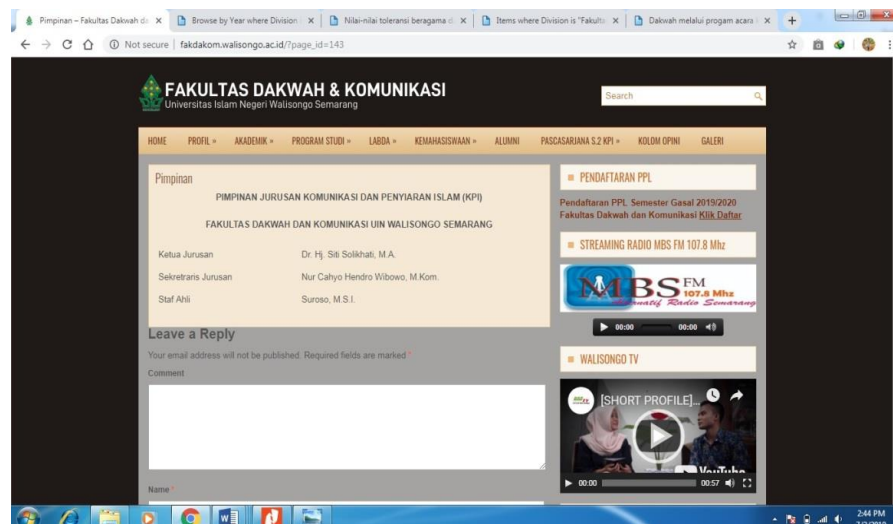 Pimpinan – Fakultas Dakwah da
Browse by Year where Division
Nilai-nilai toleransi beragama d
Items where Division is "Fakulta
Dakwah melalui progam acara
Not secure | fakdakom.walisongo.ac.id/?page_id=143
FAKULTAS DAKWAH & KOMUNIKASI
Universitas Islam Negeri Walisongo Semarang
Search
HOME PROFIL » AKADEMIK » PROGRAM STUDI » LABDA » KEMAHASISWAAN » ALUMNI PASCASARJANA S.2 KPI » KOLOM OPINI GALERI
Pimpinan
PIMPINAN JURUSAN KOMUNIKASI DAN PENYIARAN ISLAM (KPI)
FAKULTAS DAKWAH DAN KOMUNIKASI UIN WALISONGO SEMARANG
Ketua Jurusan Dr. Hj. Siti Solikhati, M.A.
Sekretraris Jurusan Nur Cahyo Hendro Wibowo, M.Kom.
Staf Ahli Suroso, M.S.I.
Leave a Reply
Your email address will not be published. Required fields are marked *
Comment
Name *
PENDAFTARAN PPL
Pendaftaran PPL Semester Gasal 2019/2020
Fakultas Dakwah dan Komunikasi Klik Daftar
STREAMING RADIO MBS FM 107.8 Mhz
MBS FM
107.8 Mhz
Alternatif Radio Semarang
00:00 00:00
WALISONGO TV
[SHORT PROFILE]...
YouTube
00:00 00:57
2:44 PM